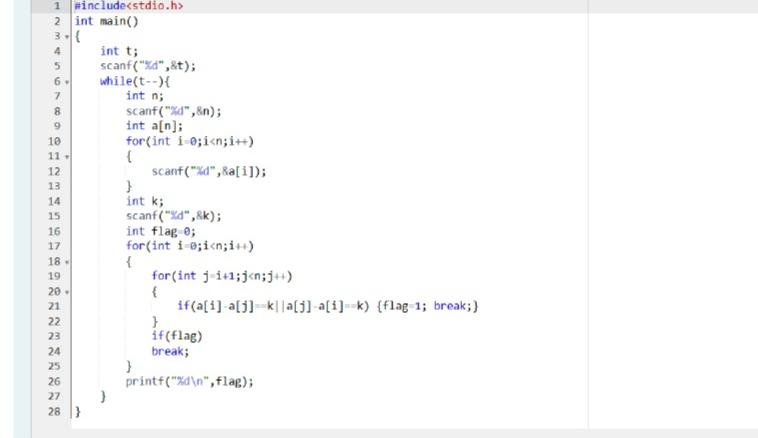 1 #include<stdio.h>
2 int main()
3 {
4 int t;
5 scanf("%d",&t);
6 while(t--){
7 int n;
8 scanf("%d",&n);
9 int a[n];
10 for(int i=0;i<n;i++)
11 {
12 scanf("%d",&a[i]);
13 }
14 int k;
15 scanf("%d",&k);
16 int flag=0;
17 for(int i=0;i<n;i++)
18 {
19 for(int j=i+1;j<n;j++)
20 {
21 if(a[i]-a[j]==k||a[j]-a[i]==k) {flag=1; break;}
22 }
23 if(flag)
24 break;
25 }
26 printf("%d\n",flag);
27 }
28 }